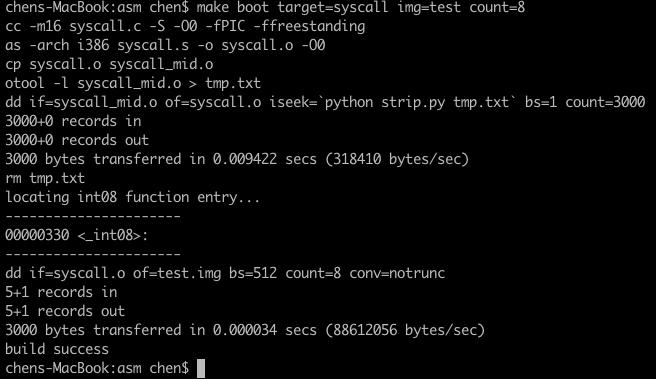 chens-MacBook:asm chen$ make boot target=syscall img=test count=8
cc -m16 syscall.c -S -O0 -fPIC -ffreestanding
as -arch i386 syscall.s -o syscall.o -O0
cp syscall.o syscall_mid.o
otool -l syscall_mid.o > tmp.txt
dd if=syscall_mid.o of=syscall.o iseek=`python strip.py tmp.txt` bs=1 count=3000
3000+0 records in
3000+0 records out
3000 bytes transferred in 0.009422 secs (318410 bytes/sec)
rm tmp.txt
locating int08 function entry...
----------------------
00000330 <_int08>:
----------------------
dd if=syscall.o of=test.img bs=512 count=8 conv=notrunc
5+1 records in
5+1 records out
3000 bytes transferred in 0.000034 secs (88612056 bytes/sec)
build success
chens-MacBook:asm chen$